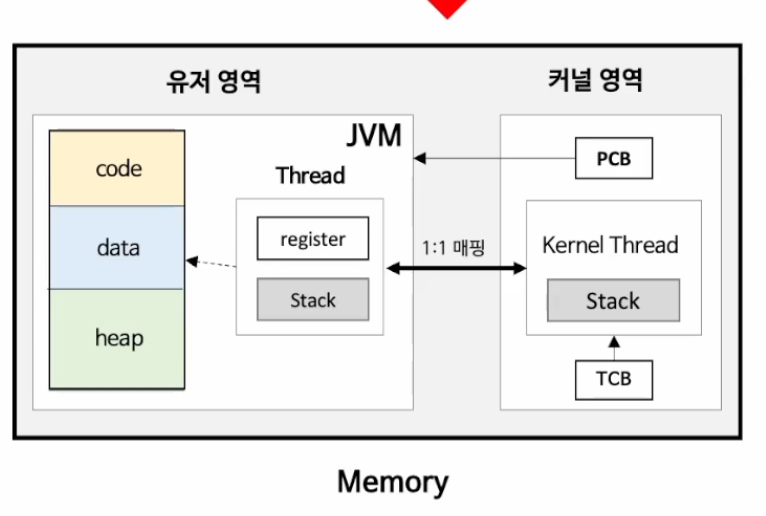 유저 영역
커널 영역
JVM
code
data
heap
Thread
register
Stack
1:1 매핑
PCB
Kernel Thread
Stack
TCB
Memory